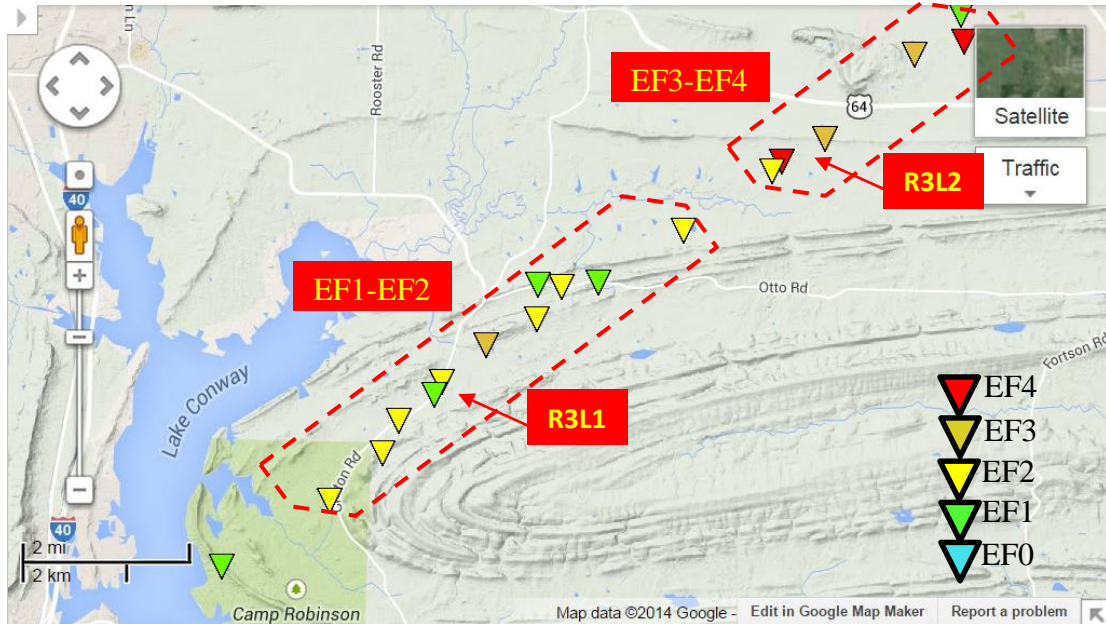 n Ln
Rooster Rd
EF3-EF4
64
Satellite
Traffic
R3L2
40
EF1-EF2
Otto Rd
Fortson Rd
Lake Conway
R3L1
EF4
EF3
EF2
EF1
EF0
40
2 mi
2 km
Camp Robinson
Map data ©2014 Google -
Edit in Google Map Maker
Report a problem